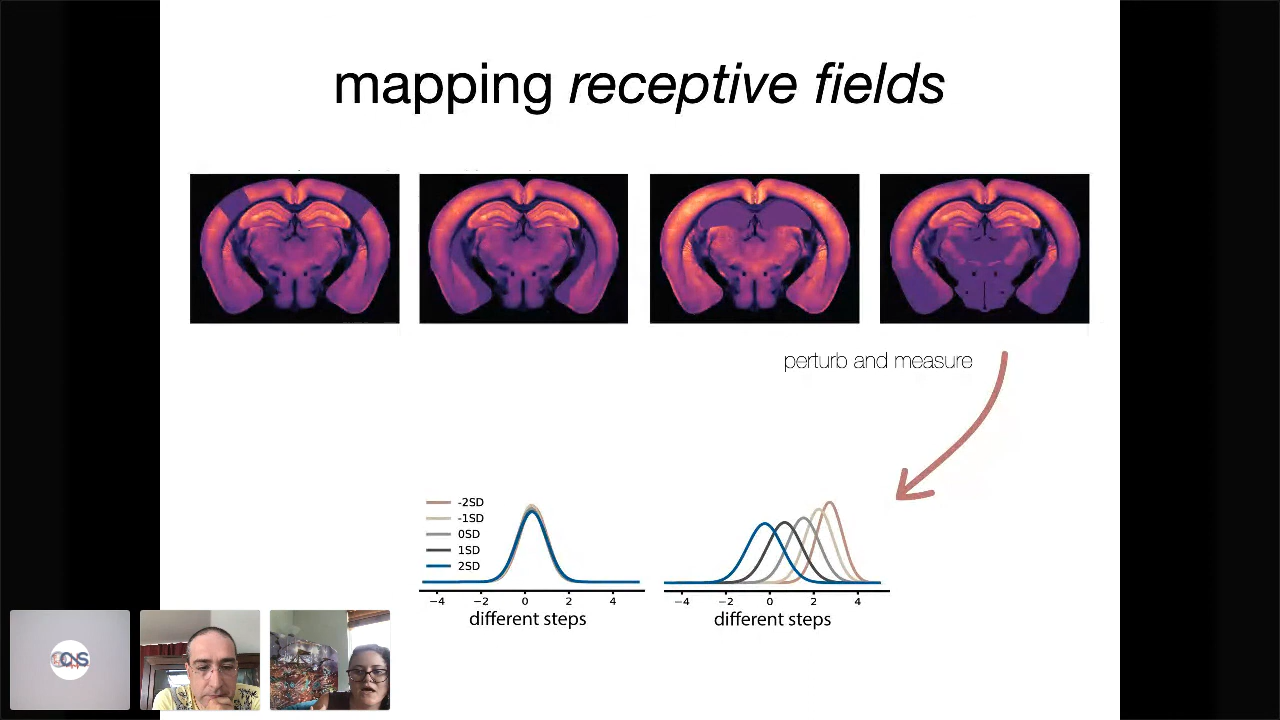 mapping receptive fields
perturb and measure
-2SD
-1SD
0SD
1SD
2SD
−4 −2 0 2 4
different steps
−4 −2 0 2 4
different steps